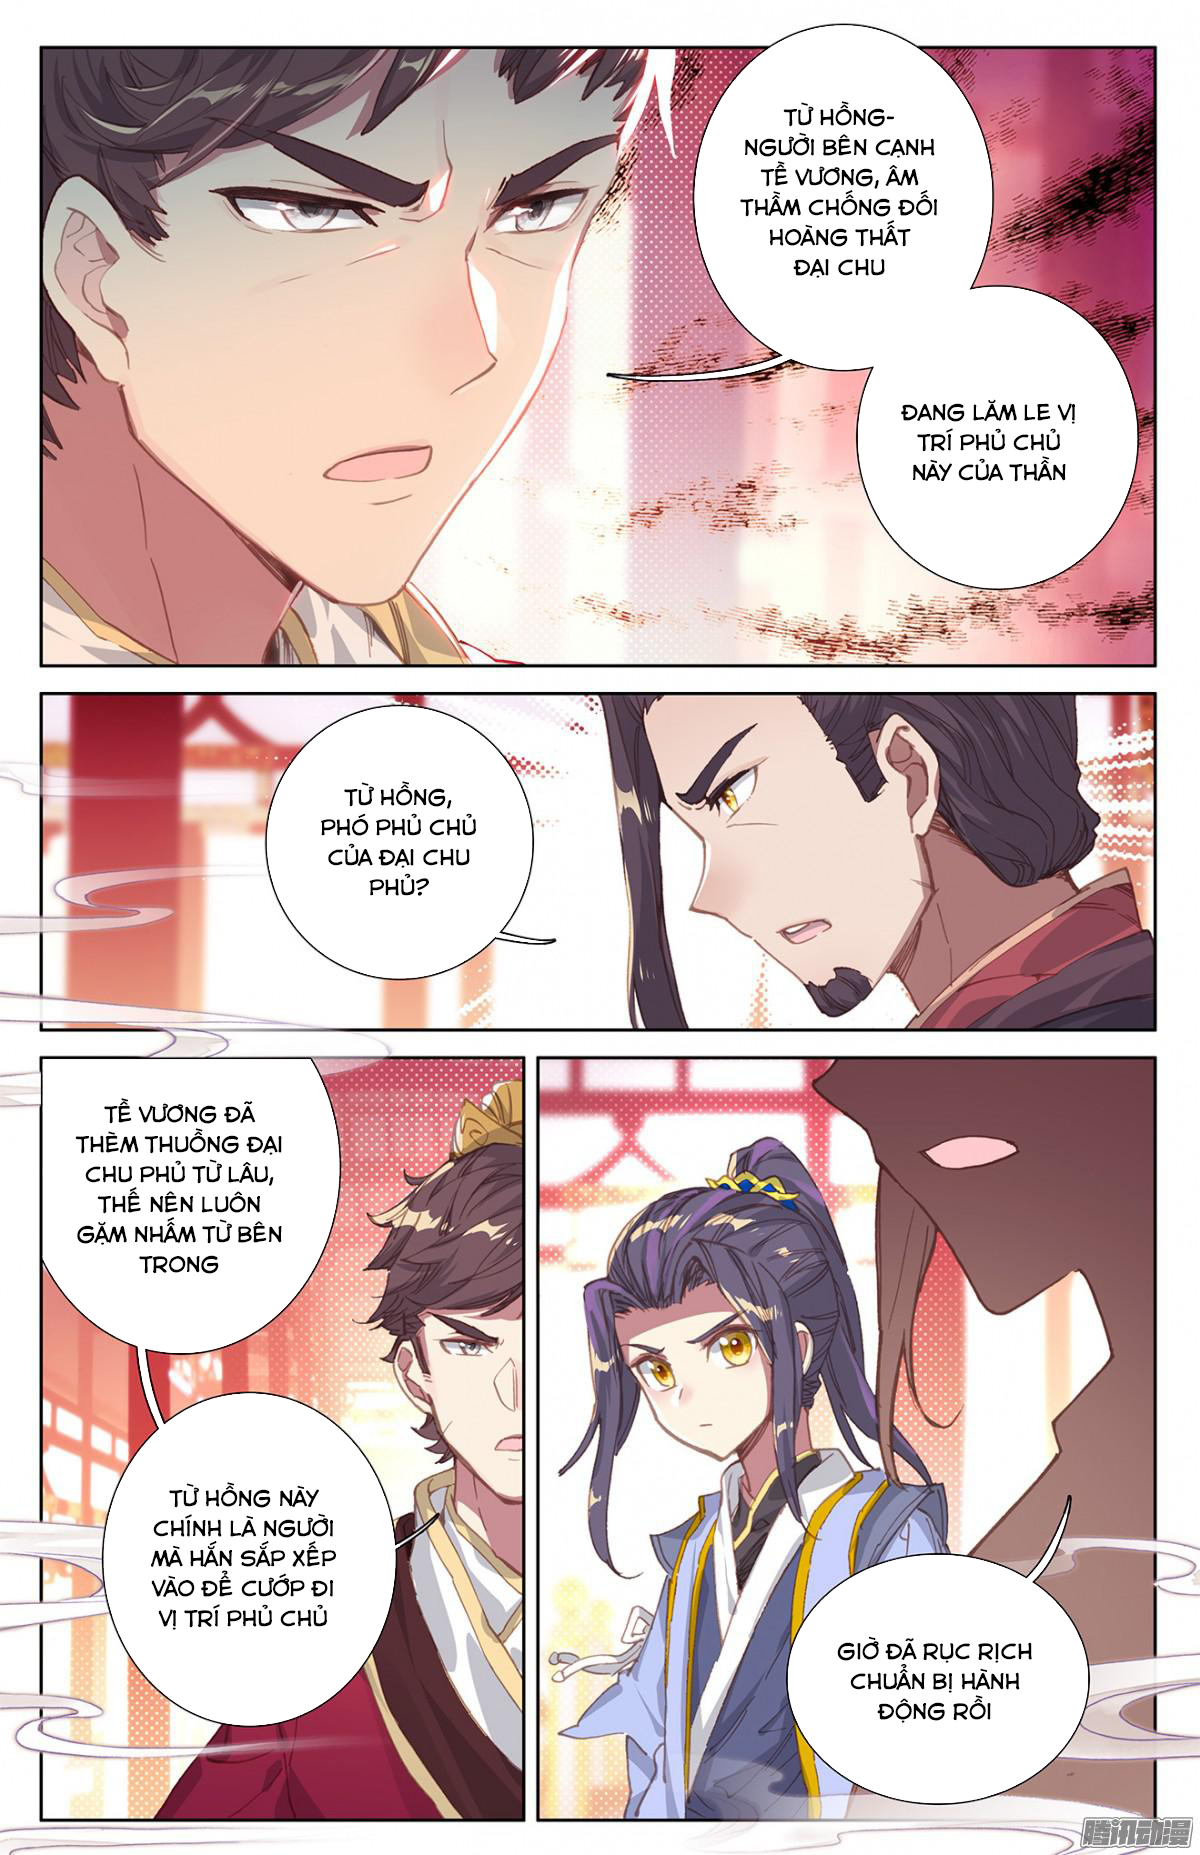 TỪ HỒNG-
NGƯỜI BÊN CẠNH
TỀ VƯƠNG, ÂM
THẦM CHỐNG ĐỐI
HOÀNG THẤT
ĐẠI CHU
ĐANG LĂM LE VỊ
TRÍ PHỦ CHỦ
NÀY CỦA THẦN
TỪ HỒNG,
PHÓ PHỦ CHỦ
CỦA ĐẠI CHU
PHỦ?
TỀ VƯƠNG ĐÃ
THÈM THUỒNG ĐẠI
CHU PHỦ TỪ LÂU,
THẾ NÊN LUÔN
GẶM NHẤM TỪ BÊN
TRONG
TỪ HỒNG NÀY
CHÍNH LÀ NGƯỜI
MÀ HẮN SẮP XẾP
VÀO ĐỂ CƯỚP ĐI
VỊ TRÍ PHỦ CHỦ
GIỜ ĐÃ RỤC RỊCH
CHUẨN BỊ HÀNH
ĐỘNG RỒI
腾讯动漫